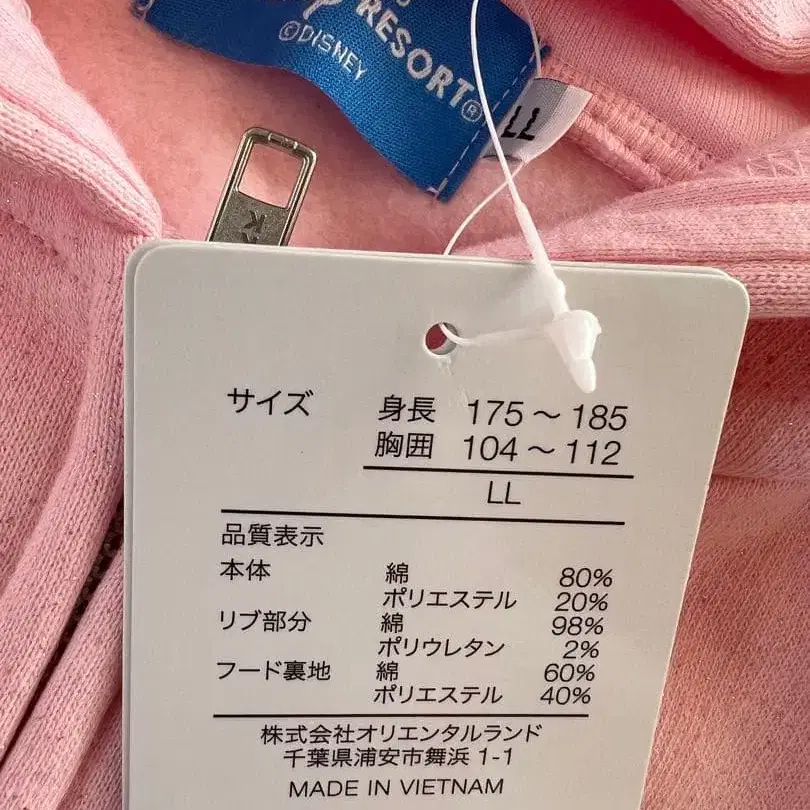 RESORT®
©DISNEY
LL
サイズ 身長 175～185
胸囲 104～112
LL
品質表示
本体 綿 80%
ポリエステル 20%
リブ部分 綿 98%
ポリウレタン 2%
フード裏地 綿 60%
ポリエステル 40%
株式会社オリエンタルランド
千葉県浦安市舞浜 1-1
MADE IN VIETNAM